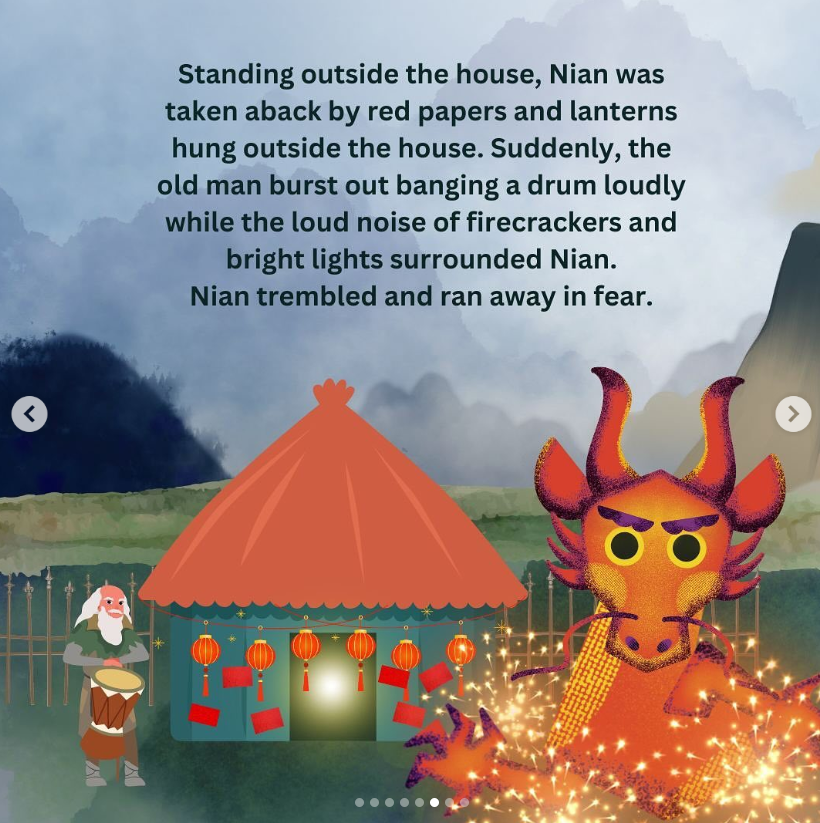 Standing outside the house, Nian was
taken aback by red papers and lanterns
hung outside the house. Suddenly, the
old man burst out banging a drum loudly
while the loud noise of firecrackers and
bright lights surrounded Nian.
Nian trembled and ran away in fear.